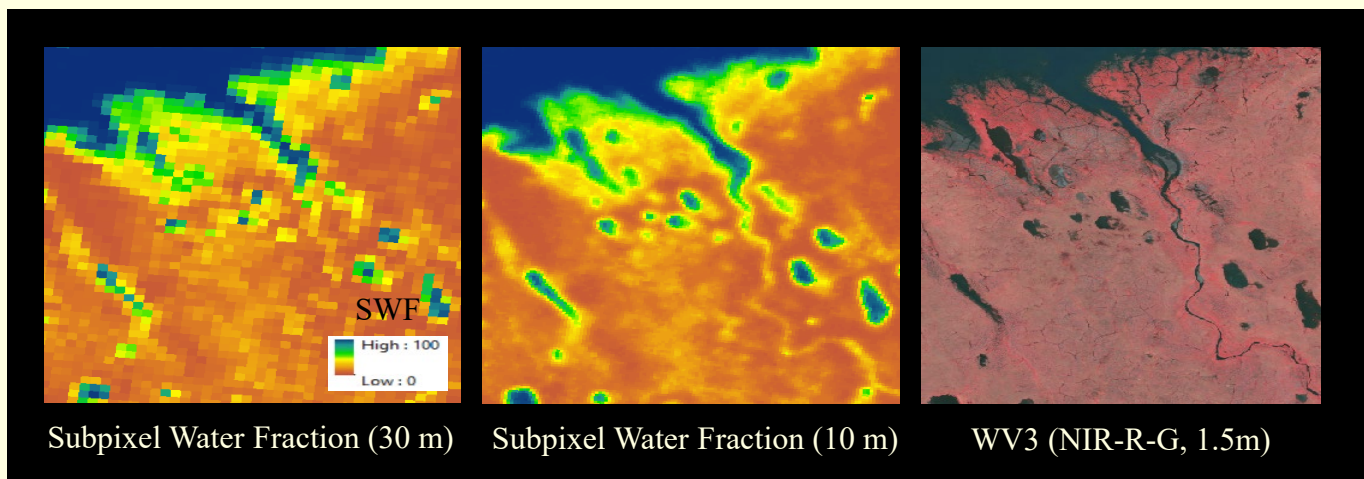 SWF
High : 100
Low : 0
Subpixel Water Fraction (30 m)
Subpixel Water Fraction (10 m)
WV3 (NIR-R-G, 1.5m)